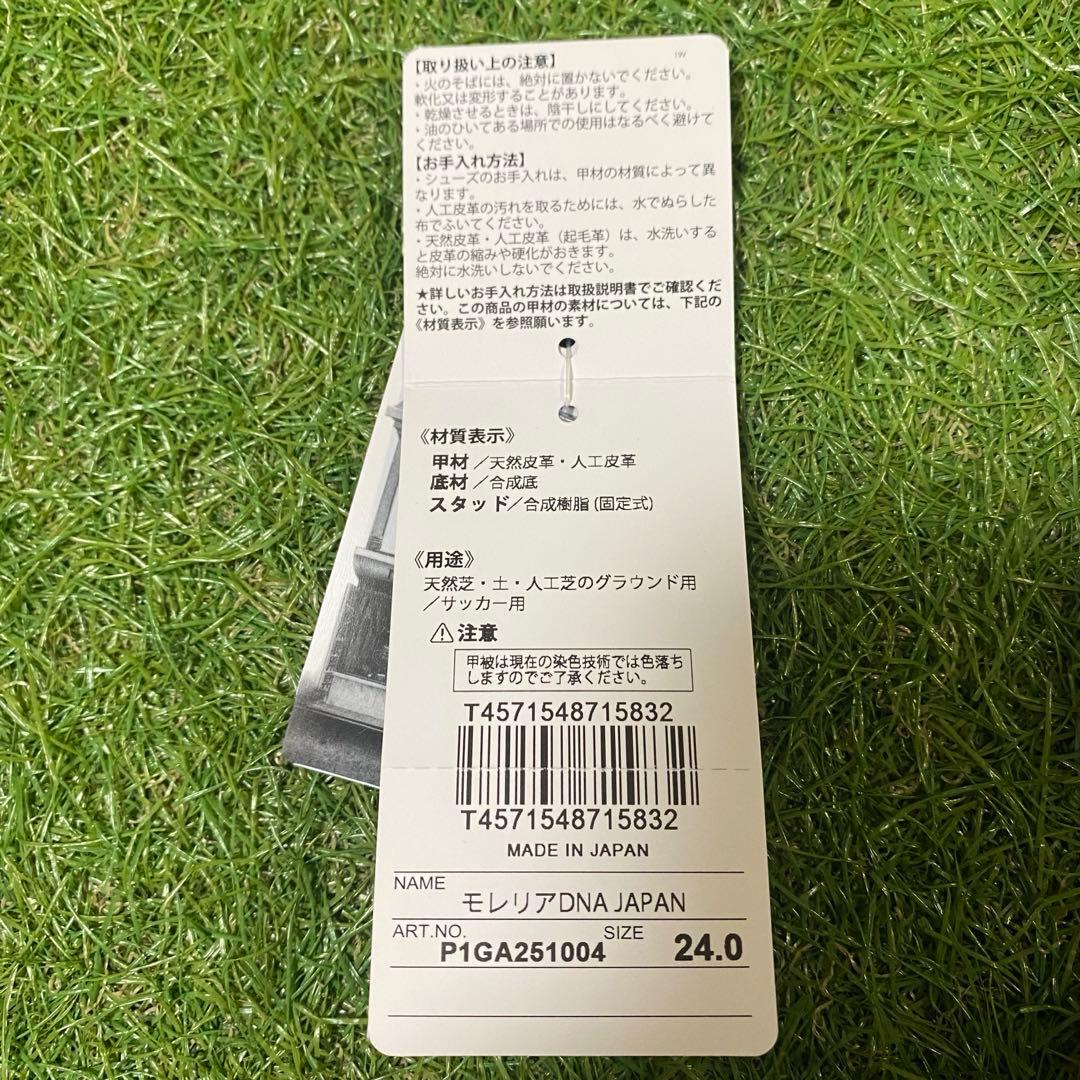 【取り扱い上の注意】
19V
・火のそばには、絶対に置かないでください。
軟化又は変形することがあります。
・乾燥させるときは、陰干しにしてください。
・油のひいてある場所での使用はなるべく避けて
ください。
【お手入れ方法】
・シューズのお手入れは、甲材の材質によって異
なります。
・人工皮革の汚れを取るためには、水でぬらした
布でふいてください。
・天然皮革・人工皮革（起毛革）は、水洗いする
と皮革の縮みや硬化がおきます。
絶対に水洗いしないでください。
★詳しいお手入れ方法は取扱説明書でご確認くだ
さい。この商品の甲材の素材については、下記の
《材質表示》を参照願います。
《材質表示》
甲材／天然皮革・人工皮革
底材／合成底
スタッド／合成樹脂(固定式)
《用途》
天然芝・土・人工芝のグラウンド用
／サッカー用
⚠注意
甲被は現在の染色技術では色落ち
しますのでご了承ください。
T4571548715832
T4571548715832
MADE IN JAPAN
NAME
モレリアDNA JAPAN
ART.NO. SIZE
P1GA251004 24.0